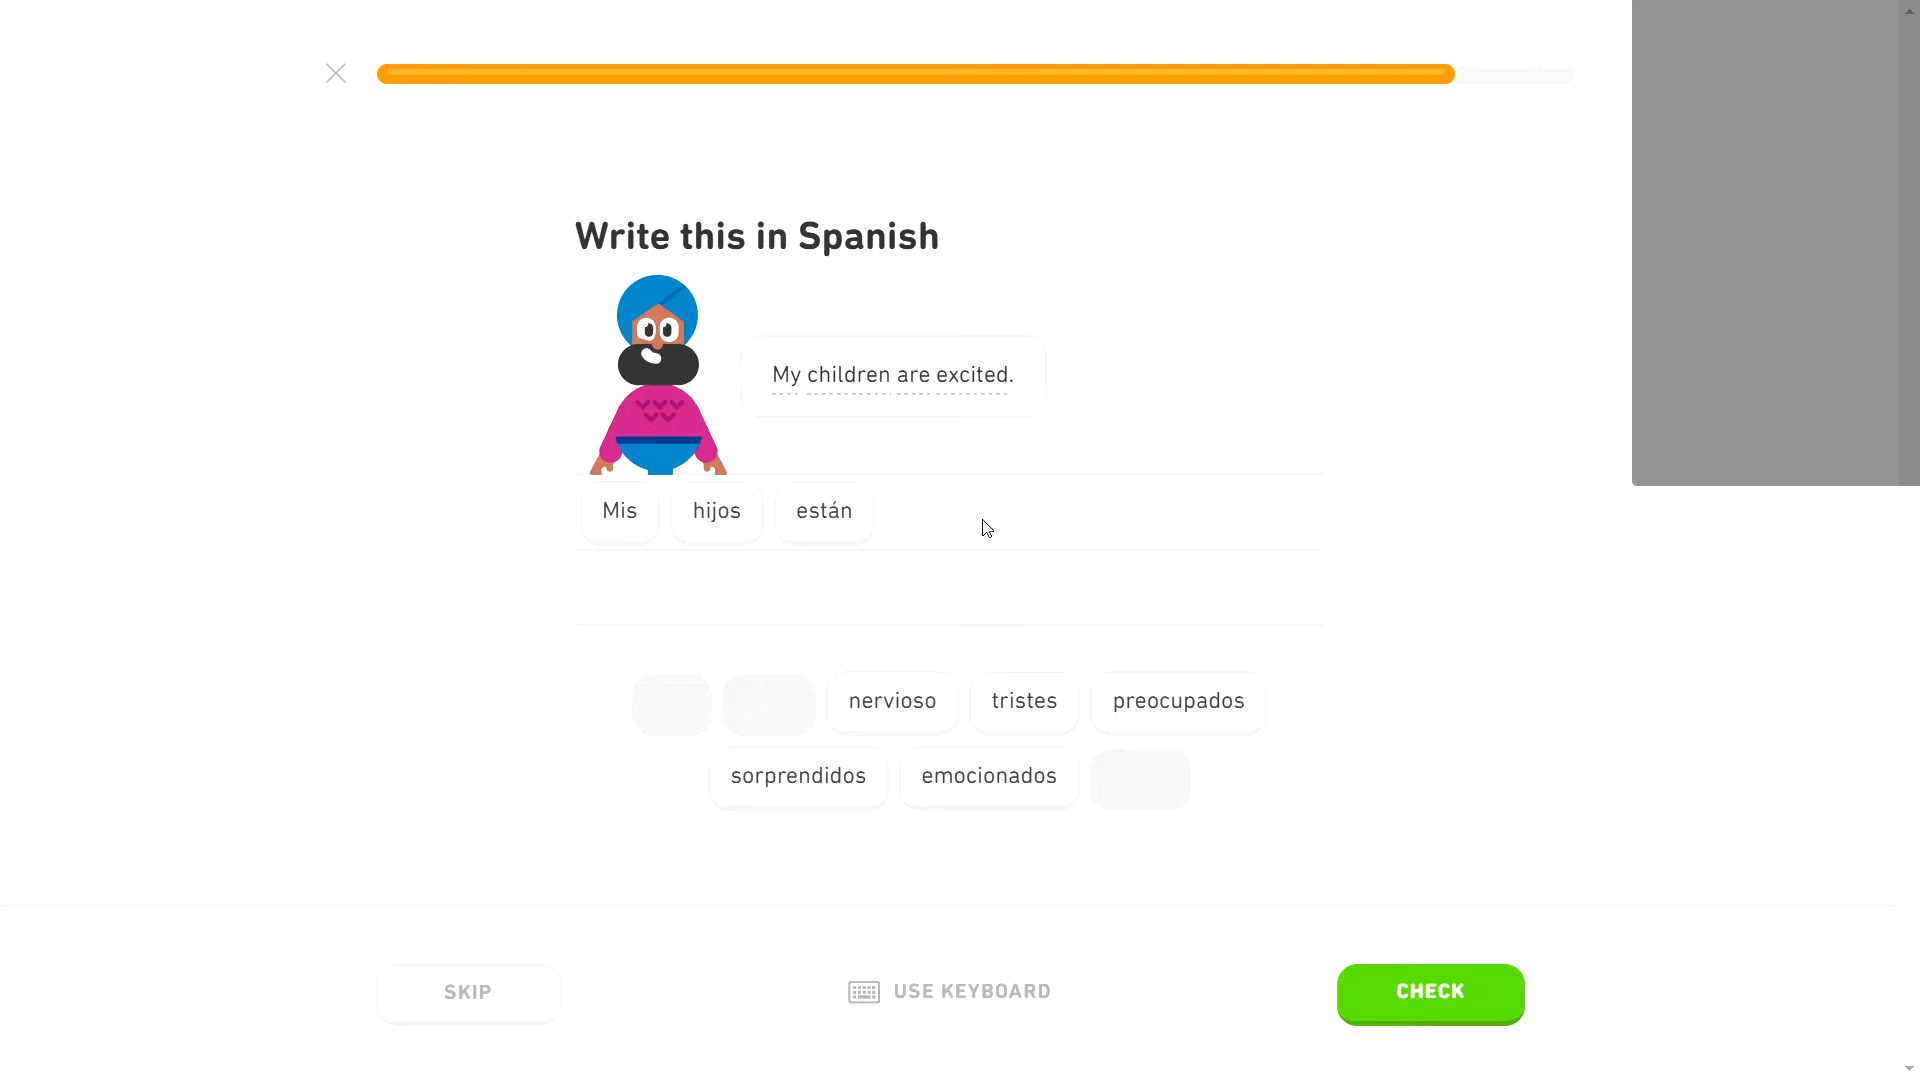 Write this in Spanish
My children are excited.
Mis hijos están
nervioso tristes preocupados
sorprendidos emocionados
SKIP USE KEYBOARD CHECK